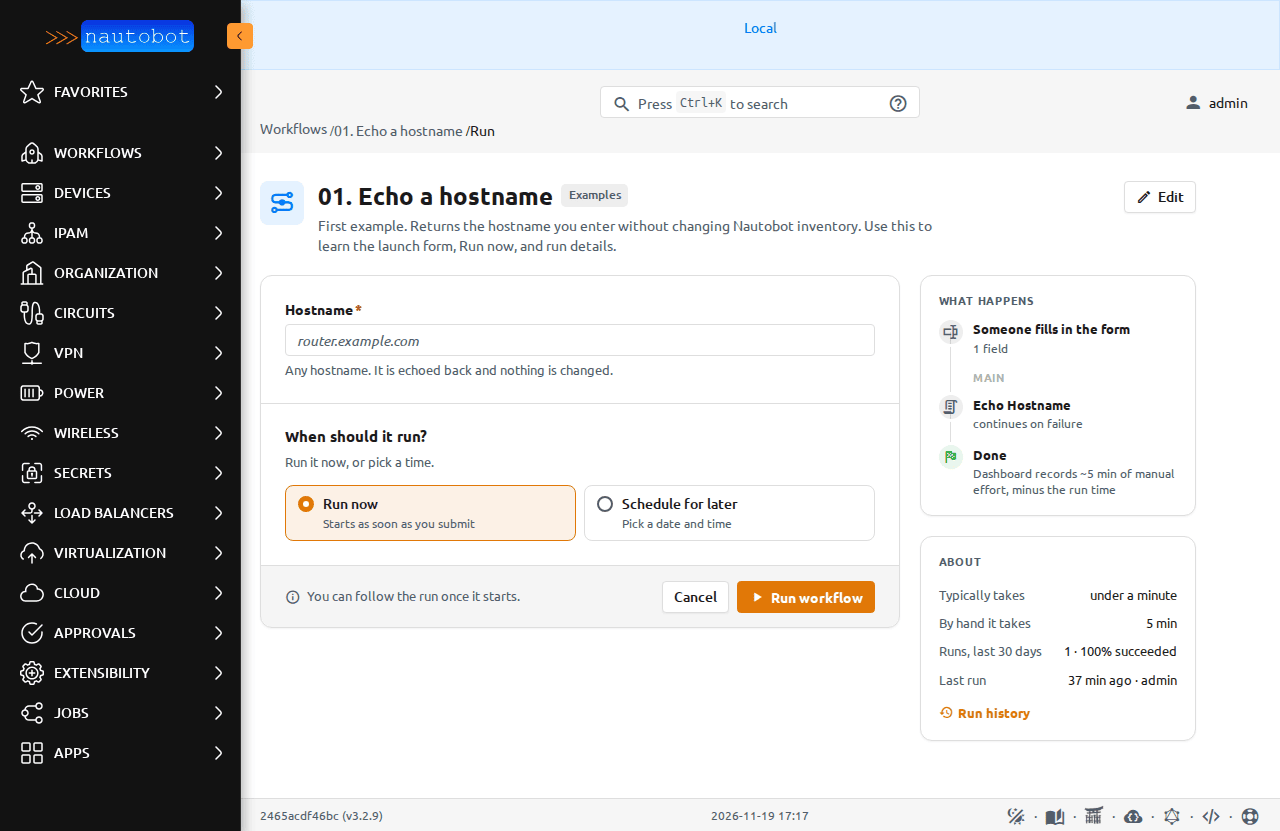 >>> nautobot
Local
FAVORITES
WORKFLOWS
DEVICES
IPAM
ORGANIZATION
CIRCUITS
VPN
POWER
WIRELESS
SECRETS
LOAD BALANCERS
VIRTUALIZATION
CLOUD
APPROVALS
EXTENSIBILITY
JOBS
APPS
Press Ctrl+K to search
admin
Workflows / 01. Echo a hostname / Run
01. Echo a hostname Examples
Edit
First example. Returns the hostname you enter without changing Nautobot inventory. Use this to
learn the launch form, Run now, and run details.
Hostname *
router.example.com
Any hostname. It is echoed back and nothing is changed.
When should it run?
Run it now, or pick a time.
Run now
Starts as soon as you submit
Schedule for later
Pick a date and time
You can follow the run once it starts.
Cancel
Run workflow
WHAT HAPPENS
Someone fills in the form
1 field
MAIN
Echo Hostname
continues on failure
Done
Dashboard records ~5 min of manual
effort, minus the run time
ABOUT
Typically takes under a minute
By hand it takes 5 min
Runs, last 30 days 1 · 100% succeeded
Last run 37 min ago · admin
Run history
2465acdf46bc (v3.2.9)
2026-11-19 17:17